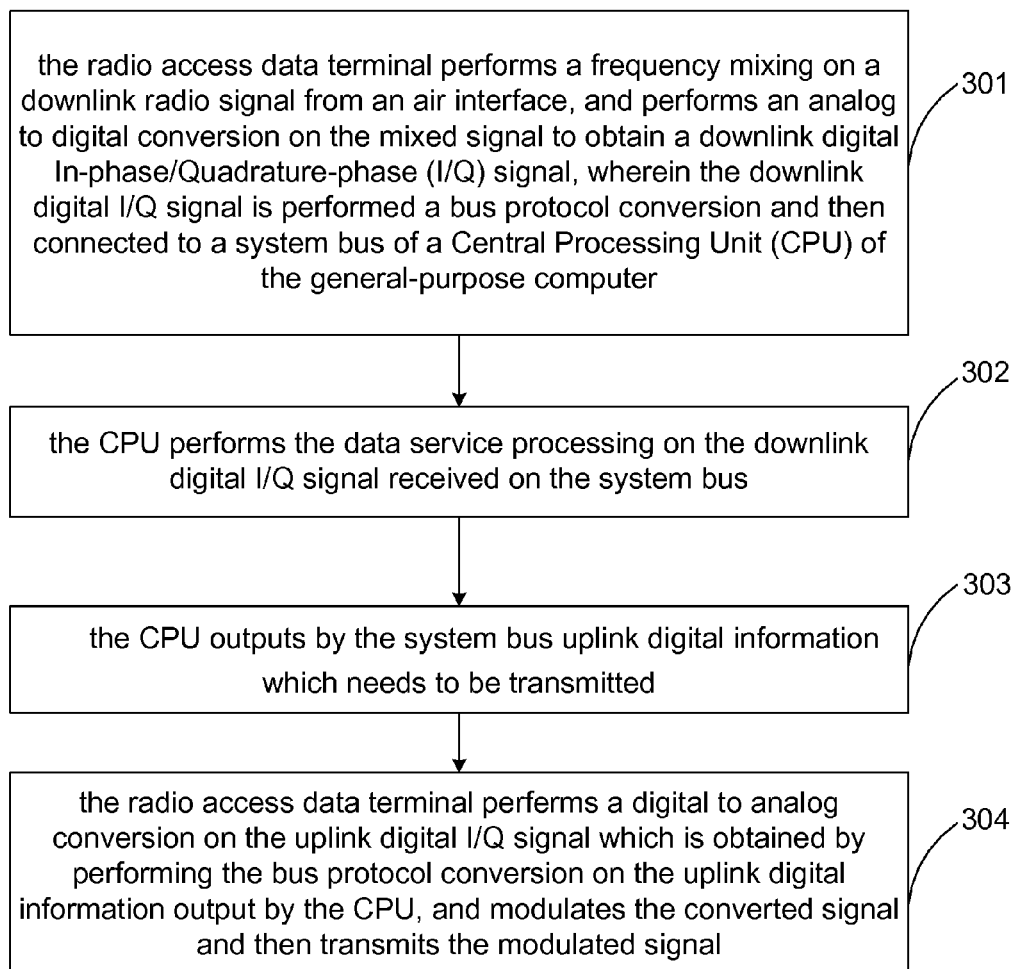 the radio access data terminal performs a frequency mixing on a
downlink radio signal from an air interface, and performs an analog
to digital conversion on the mixed signal to obtain a downlink digital
In-phase/Quadrature-phase (I/Q) signal, wherein the downlink
digital I/Q signal is performed a bus protocol conversion and then
connected to a system bus of a Central Processing Unit (CPU) of
the general-purpose computer
301
the CPU performs the data service processing on the downlink
digital I/Q signal received on the system bus
302
the CPU outputs by the system bus uplink digital information
which needs to be transmitted
303
the radio access data terminal perferms a digital to analog
conversion on the uplink digital I/Q signal which is obtained by
performing the bus protocol conversion on the uplink digital
information output by the CPU, and modulates the converted signal
and then transmits the modulated signal
304